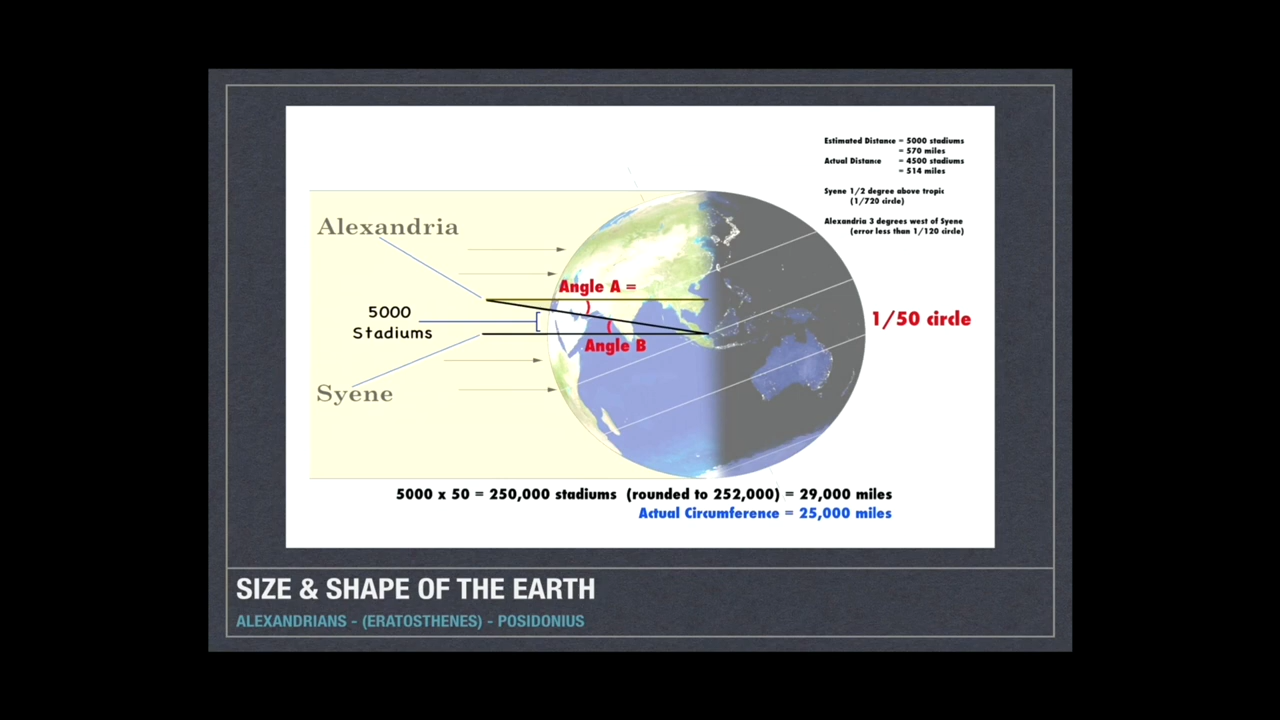 Estimated Distance = 5000 stadiums
= 570 miles
Actual Distance = 4500 stadiums
= 514 miles
Syene 1/2 degree above tropic
(1/720 circle)
Alexandria 3 degrees west of Syene
(error less than 1/120 circle)
Alexandria
Angle A =
5000
Stadiums
1/50 circle
Angle B
Syene
5000 x 50 = 250,000 stadiums (rounded to 252,000) = 29,000 miles
Actual Circumference = 25,000 miles
SIZE & SHAPE OF THE EARTH
ALEXANDRIANS - (ERATOSTHENES) - POSIDONIUS